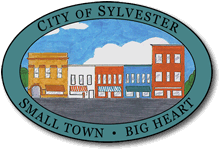 CITY OF SYLVESTER
SMALL TOWN • BIG HEART